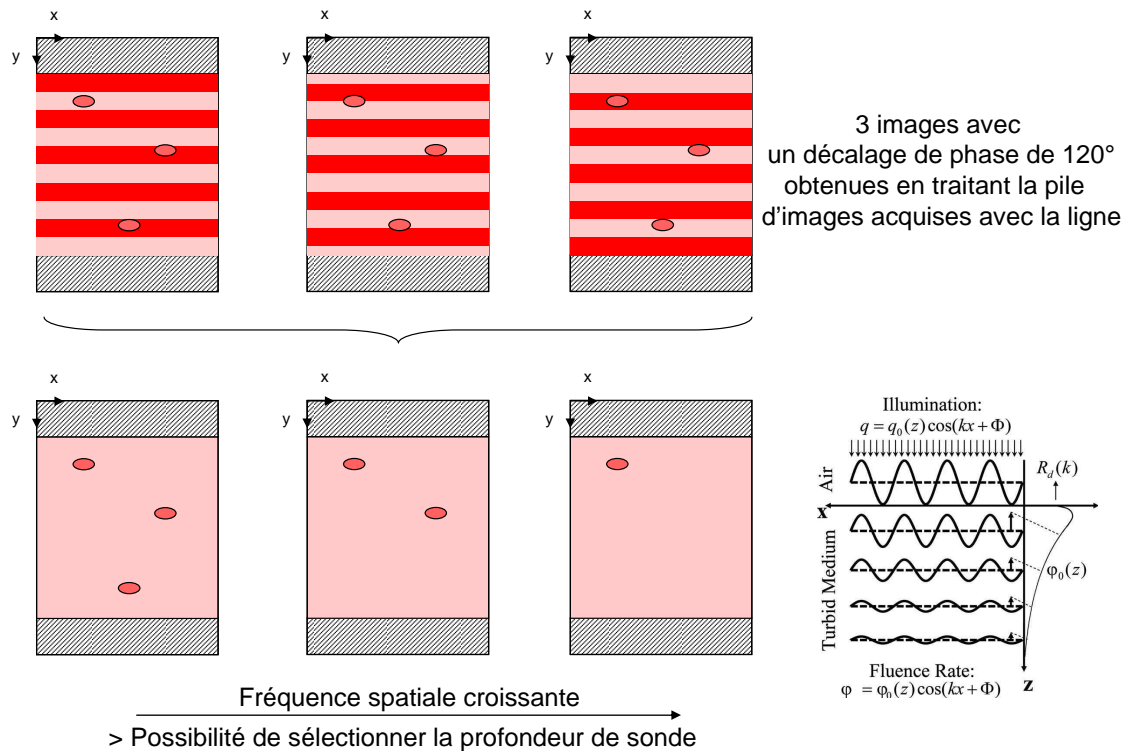 x
y
x
y
x
y
3 images avec
un décalage de phase de 120°
obtenues en traitant la pile
d'images acquises avec la ligne
x
y
x
y
x
y
Illumination:
q = q₀(z)cos(kx + Φ)
R_d(k)
Air
x
φ₀(z)
Turbid Medium
Fluence Rate:
φ = φ₀(z)cos(kx + Φ)
z
Fréquence spatiale croissante
> Possibilité de sélectionner la profondeur de sonde